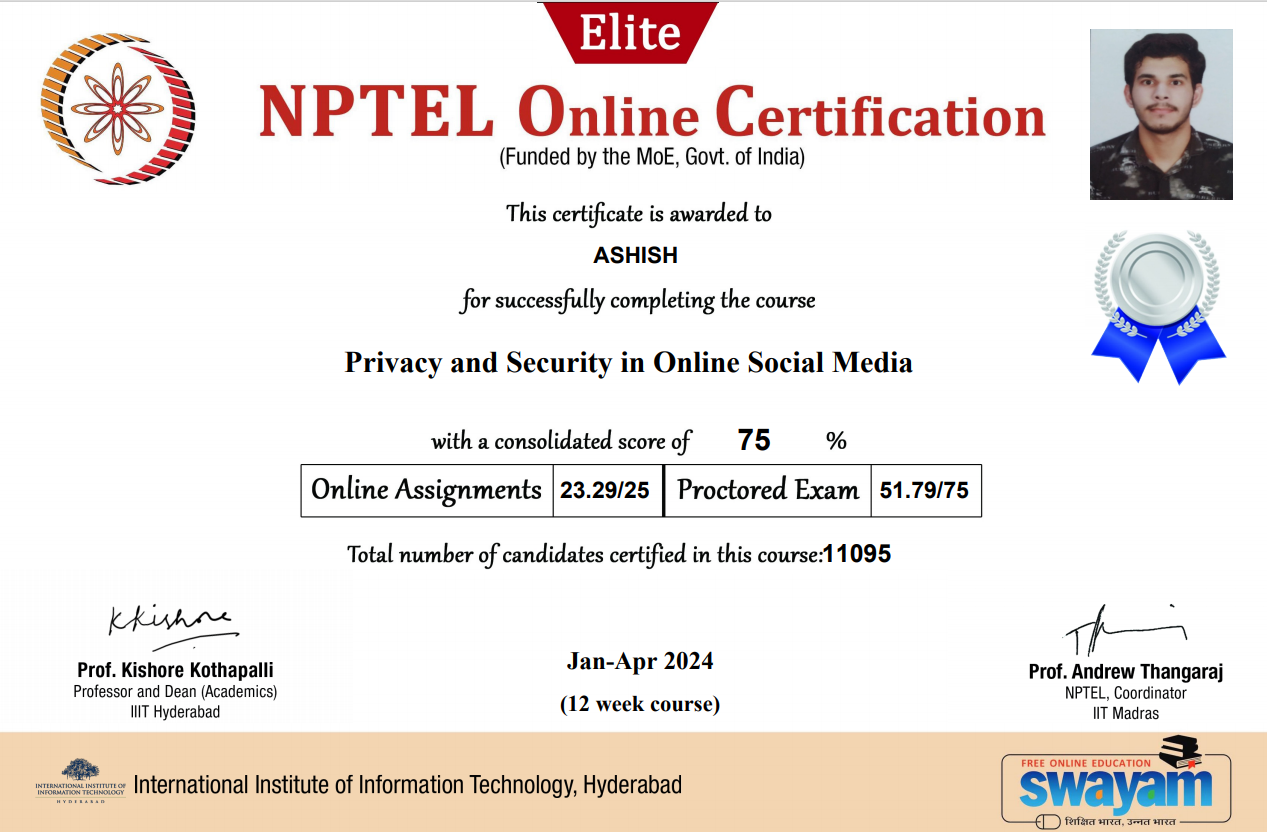 Elite
NPTEL Online Certification
(Funded by the MoE, Govt. of India)
This certificate is awarded to
ASHISH
for successfully completing the course
Privacy and Security in Online Social Media
with a consolidated score of 75 %
Online Assignments 23.29/25 Proctored Exam 51.79/75
Total number of candidates certified in this course:11095
Kkishore
Prof. Kishore Kothapalli
Professor and Dean (Academics)
IIIT Hyderabad
Jan-Apr 2024
(12 week course)
Prof. Andrew Thangaraj
NPTEL, Coordinator
IIT Madras
INTERNATIONAL INSTITUTE OF
INFORMATION TECHNOLOGY
HYDERABAD
International Institute of Information Technology, Hyderabad
FREE ONLINE EDUCATION
swayam
शिक्षित भारत, उन्नत भारत